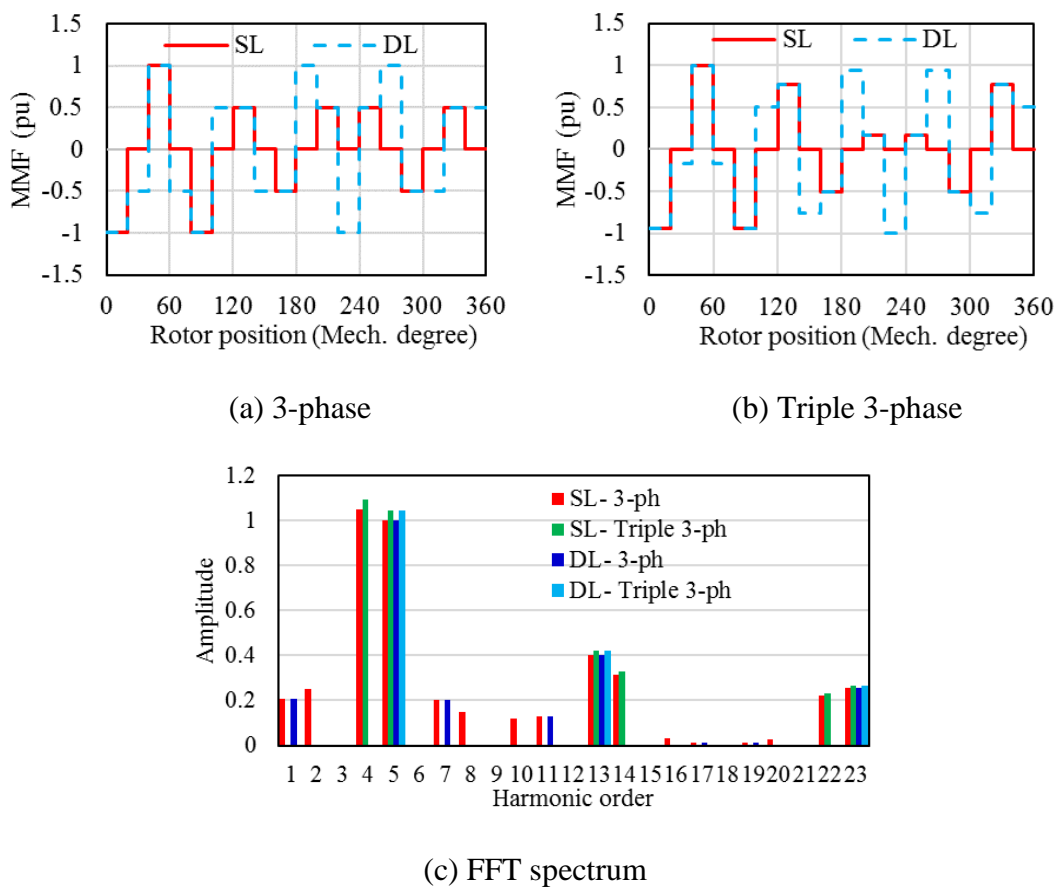 SL DL
1.5
1
0.5
0
-0.5
-1
-1.5
MMF (pu)
0 60 120 180 240 300 360
Rotor position (Mech. degree)
(a) 3-phase
SL DL
1.5
1
0.5
0
-0.5
-1
-1.5
MMF (pu)
0 60 120 180 240 300 360
Rotor position (Mech. degree)
(b) Triple 3-phase
1.2
1
0.8
0.6
0.4
0.2
0
Amplitude
SL- 3-ph
SL- Triple 3-ph
DL- 3-ph
DL- Triple 3-ph
1 2 3 4 5 6 7 8 9 10 11 12 13 14 15 16 17 18 19 20 21 22 23
Harmonic order
(c) FFT spectrum